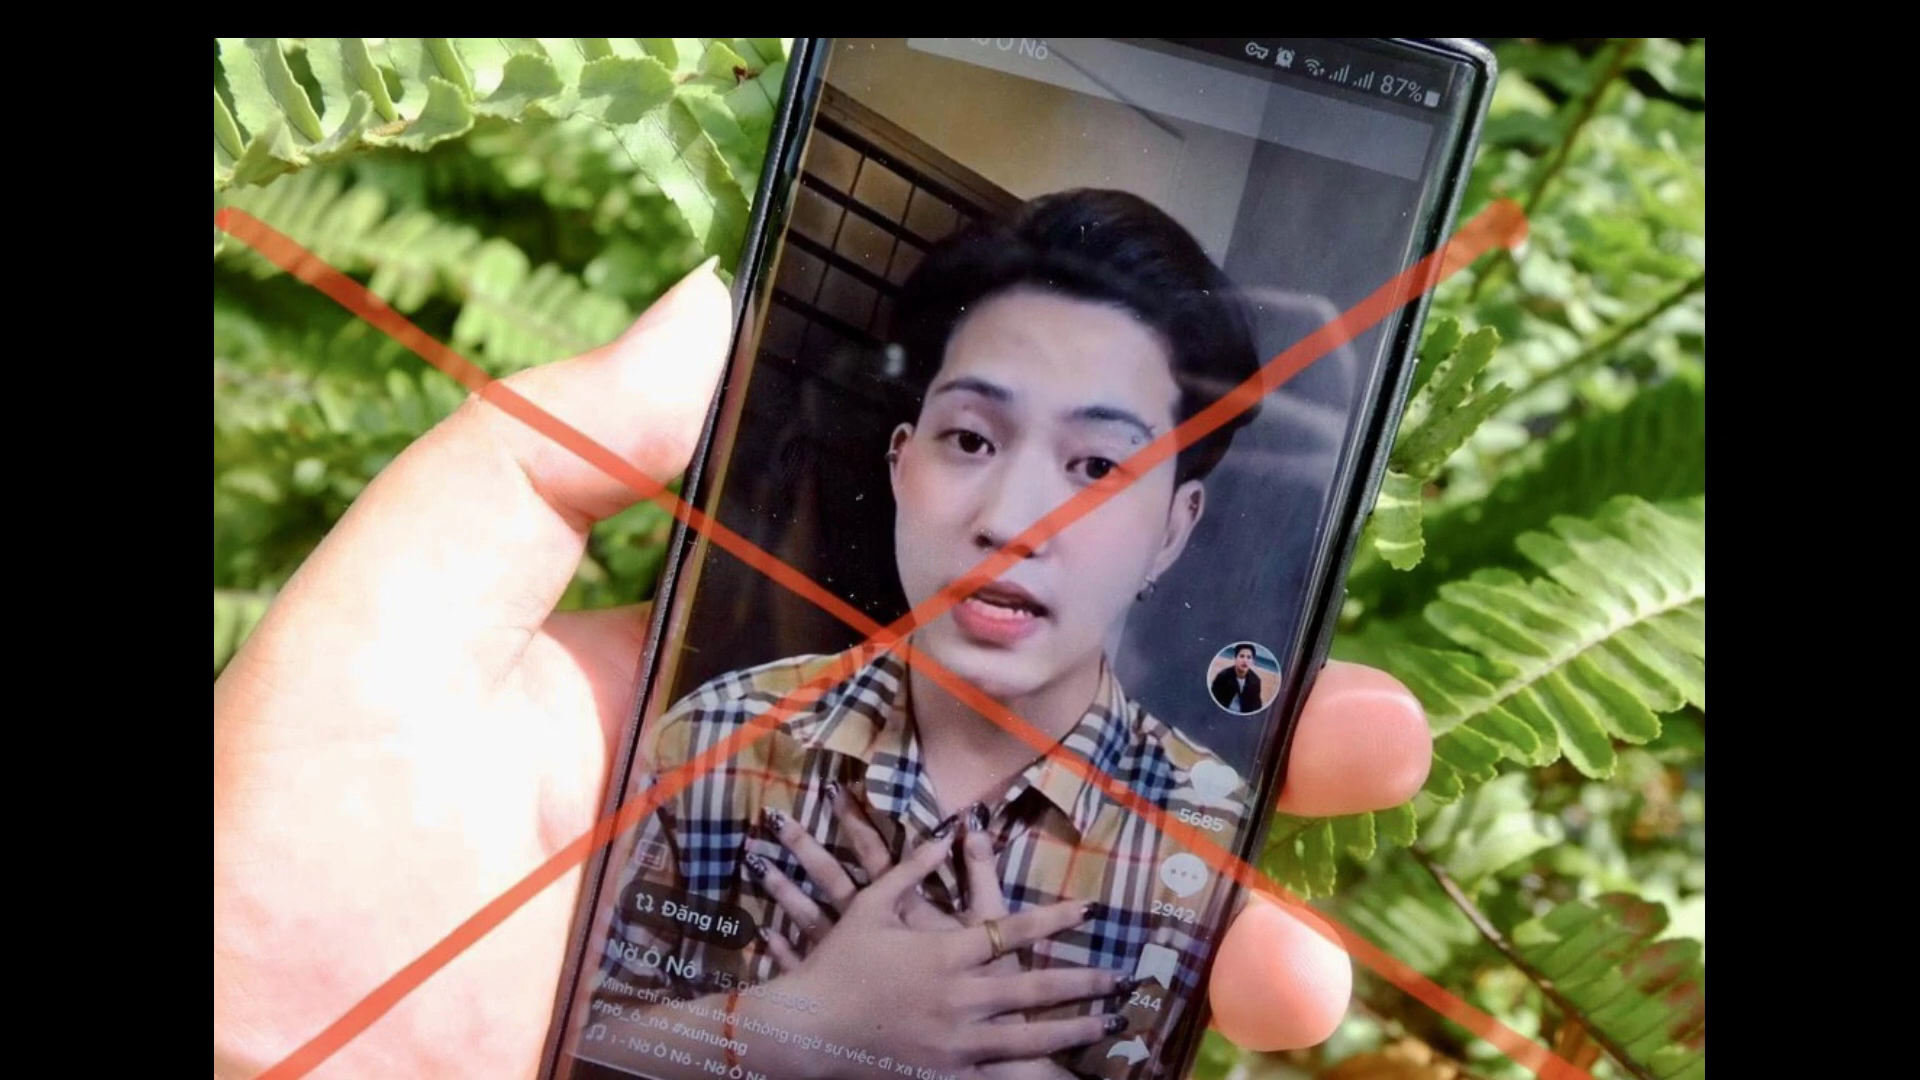 Ô Nô
87%
5685
2942
Đăng lại
244
Nờ Ô Nô 15 giờ trước
Mình chỉ nói vui thôi không ngờ sự việc đi xa tới
#nờ_ô_nô #xuhuong
- Nờ Ô Nô - Nờ Ô Nô